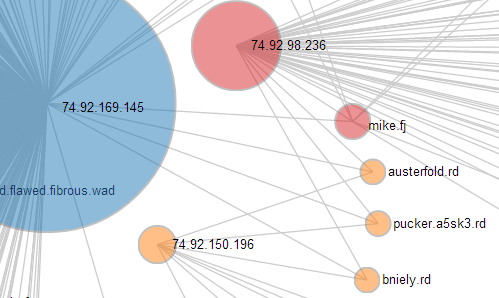 74.92.98.236
74.92.169.145
mike.fj
austerfold.rd
d.flawed.fibrous.wad
pucker.a5sk3.rd
74.92.150.196
bniely.rd